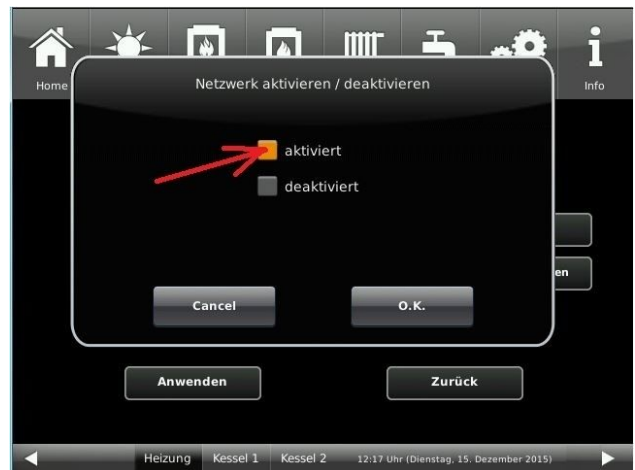 Home
Info
Netzwerk aktivieren / deaktivieren
aktiviert
deaktiviert
en
Cancel
O.K.
Anwenden
Zurück
Heizung Kessel 1 Kessel 2 12:17 Uhr (Dienstag, 15. Dezember 2015)